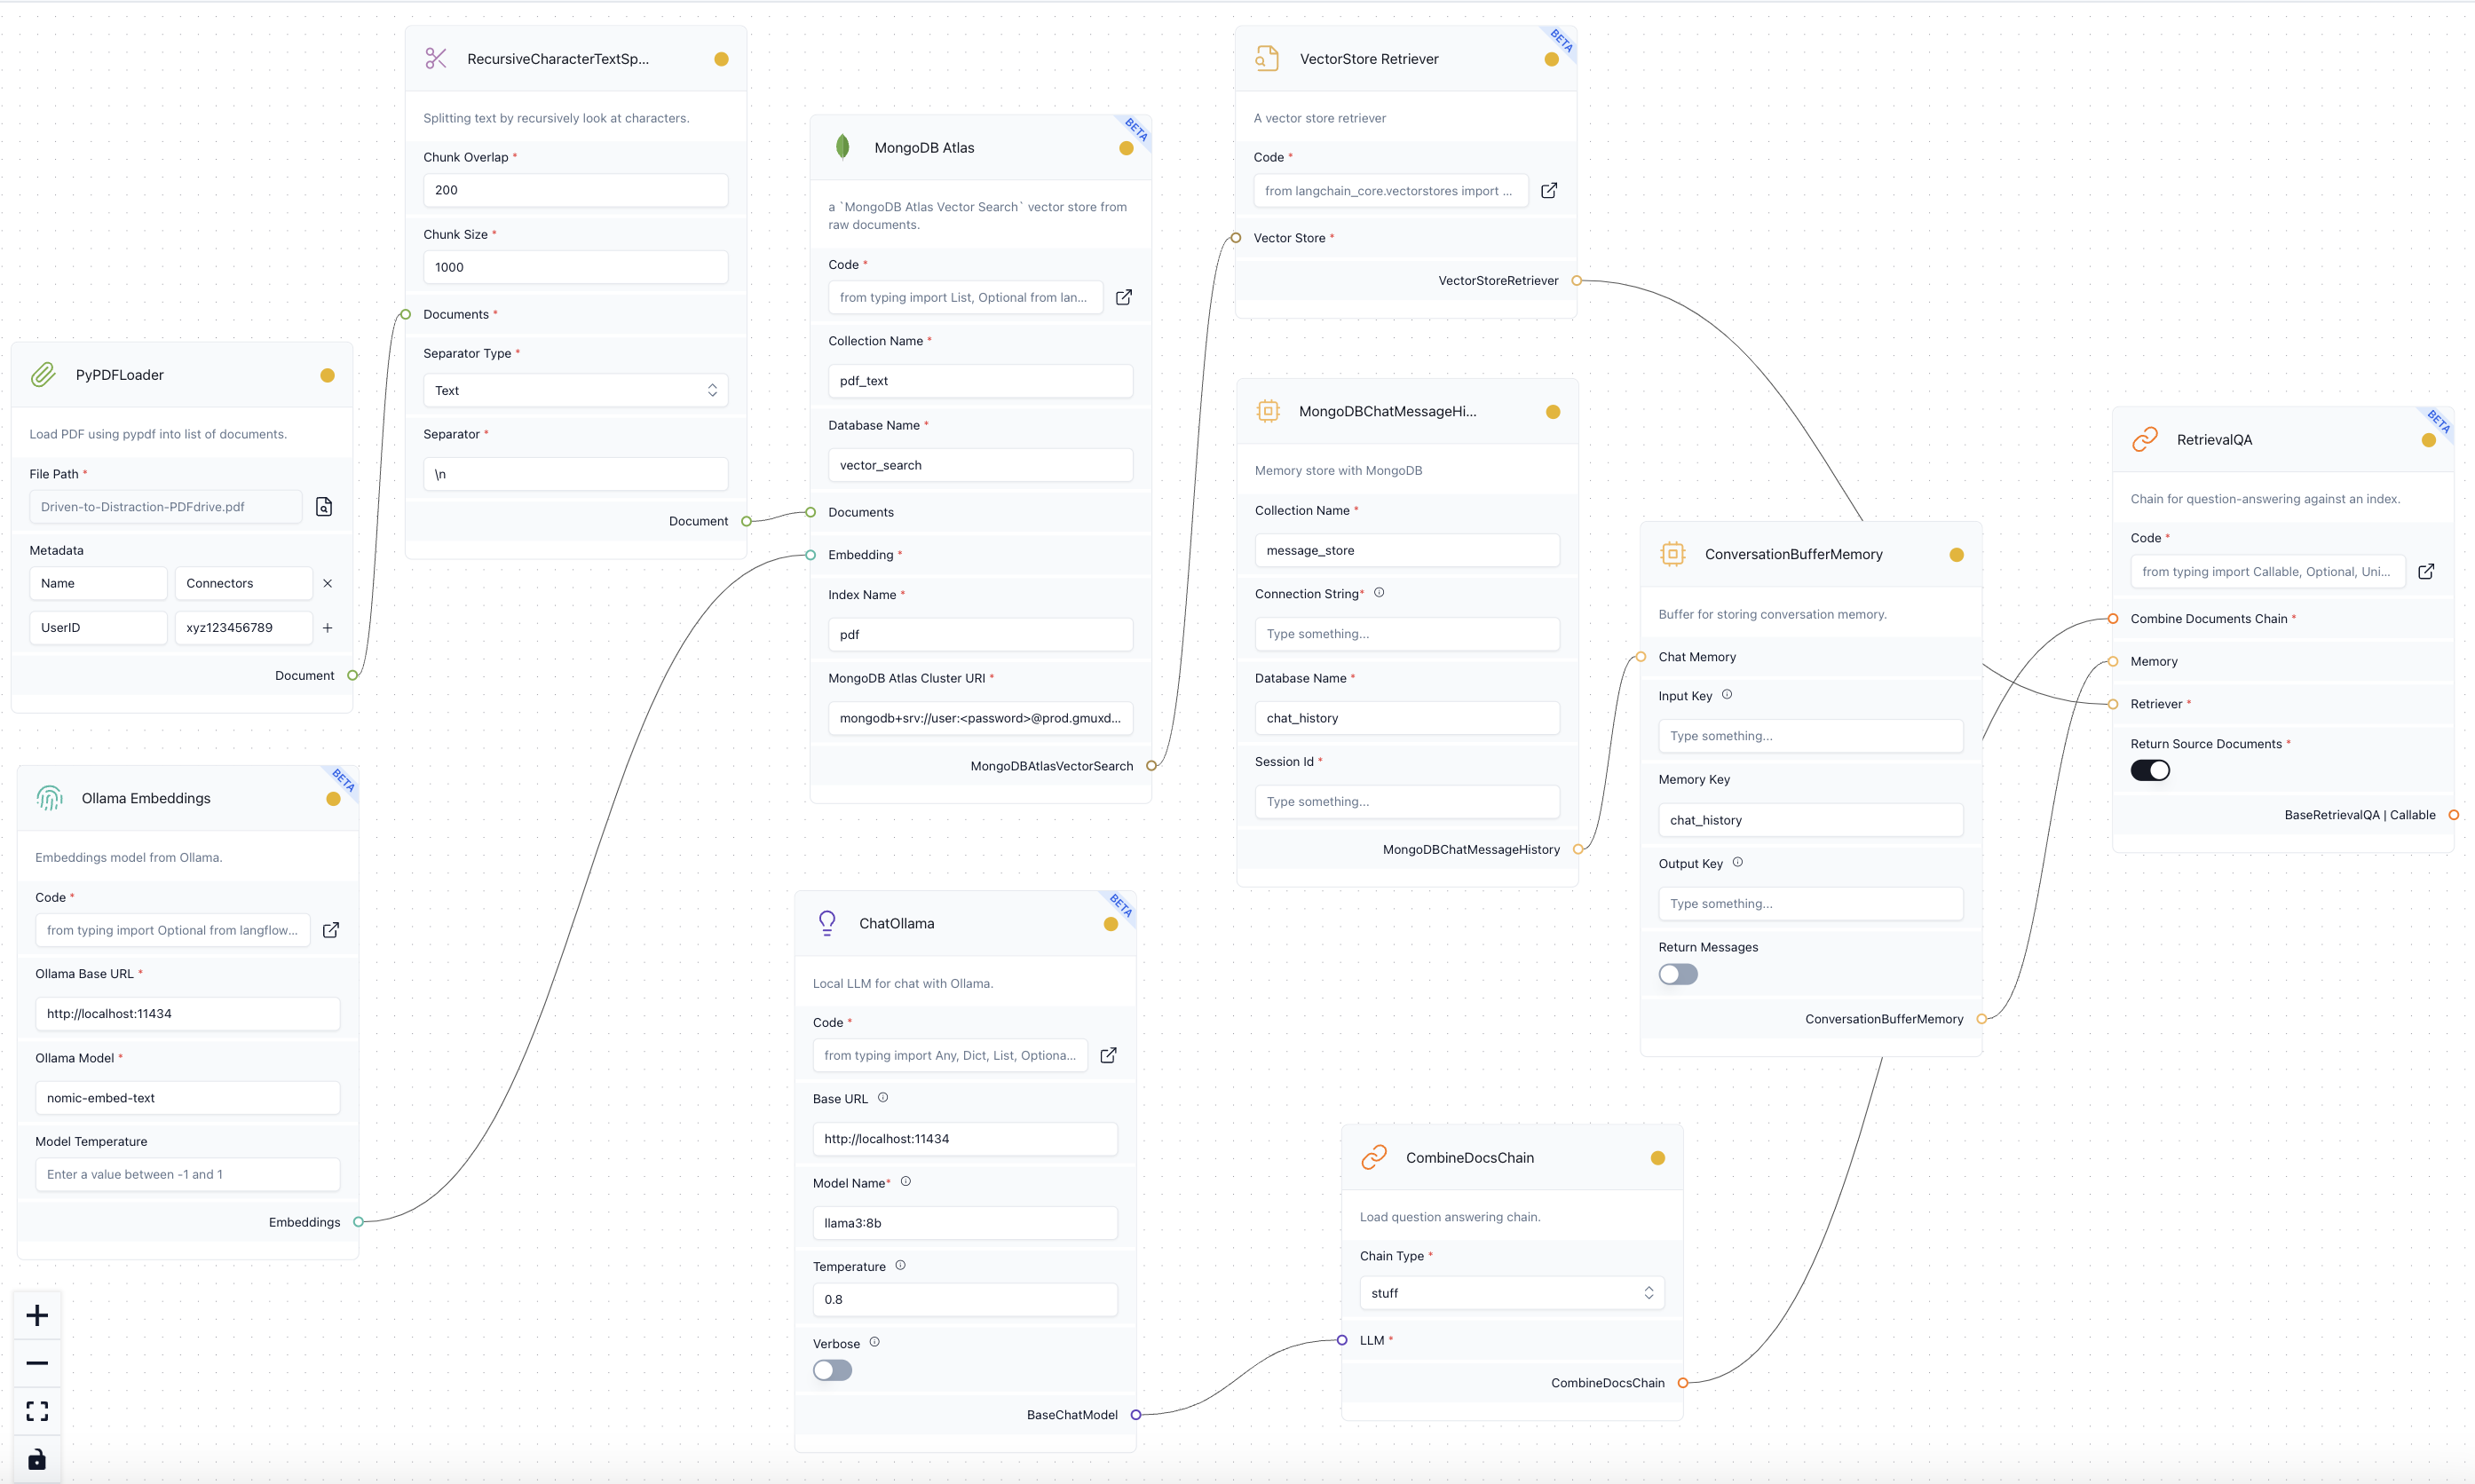 PyPDFLoader
Load PDF using pypdf into list of documents.
File Path *
Driven-to-Distraction-PDFdrive.pdf
Metadata
Name Connectors
UserID xyz123456789
Document
BETA
Ollama Embeddings
Embeddings model from Ollama.
Code *
from typing import Optional from langflow...
Ollama Base URL *
http://localhost:11434
Ollama Model *
nomic-embed-text
Model Temperature
Enter a value between -1 and 1
Embeddings
RecursiveCharacterTextSp...
Splitting text by recursively look at characters.
Chunk Overlap *
200
Chunk Size *
1000
Documents *
Separator Type *
Text
Separator *
\n
Document
BETA
MongoDB Atlas
a `MongoDB Atlas Vector Search` vector store from
raw documents.
Code *
from typing import List, Optional from lan...
Collection Name *
pdf_text
Database Name *
vector_search
Documents
Embedding *
Index Name *
pdf
MongoDB Atlas Cluster URI *
mongodb+srv://user:<password>@prod.gmuxd...
MongoDBAtlasVectorSearch
BETA
ChatOllama
Local LLM for chat with Ollama.
Code *
from typing import Any, Dict, List, Optiona...
Base URL
http://localhost:11434
Model Name*
llama3:8b
Temperature
0.8
Verbose
BaseChatModel
BETA
VectorStore Retriever
A vector store retriever
Code *
from langchain_core.vectorstores import ...
Vector Store *
VectorStoreRetriever
MongoDBChatMessageHi...
Memory store with MongoDB
Collection Name *
message_store
Connection String*
Type something...
Database Name *
chat_history
Session Id *
Type something...
MongoDBChatMessageHistory
CombineDocsChain
Load question answering chain.
Chain Type *
stuff
LLM *
CombineDocsChain
ConversationBufferMemory
Buffer for storing conversation memory.
Chat Memory
Input Key
Type something...
Memory Key
chat_history
Output Key
Type something...
Return Messages
ConversationBufferMemory
BETA
RetrievalQA
Chain for question-answering against an index.
Code *
from typing import Callable, Optional, Uni...
Combine Documents Chain *
Memory
Retriever *
Return Source Documents *
BaseRetrievalQA | Callable